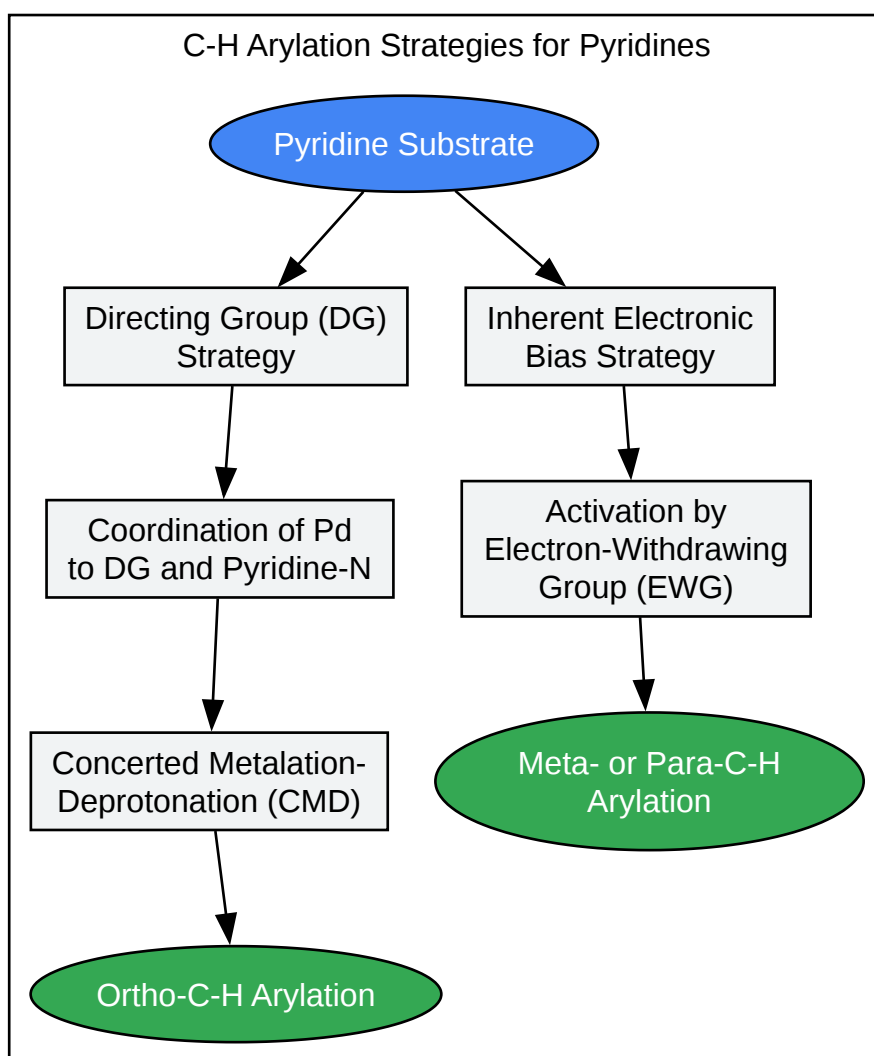 C-H Arylation Strategies for Pyridines
Pyridine Substrate
Directing Group (DG)
Strategy
Inherent Electronic
Bias Strategy
Coordination of Pd
to DG and Pyridine-N
Activation by
Electron-Withdrawing
Group (EWG)
Concerted Metalation-
Deprotonation (CMD)
Meta- or Para-C-H
Arylation
Ortho-C-H Arylation